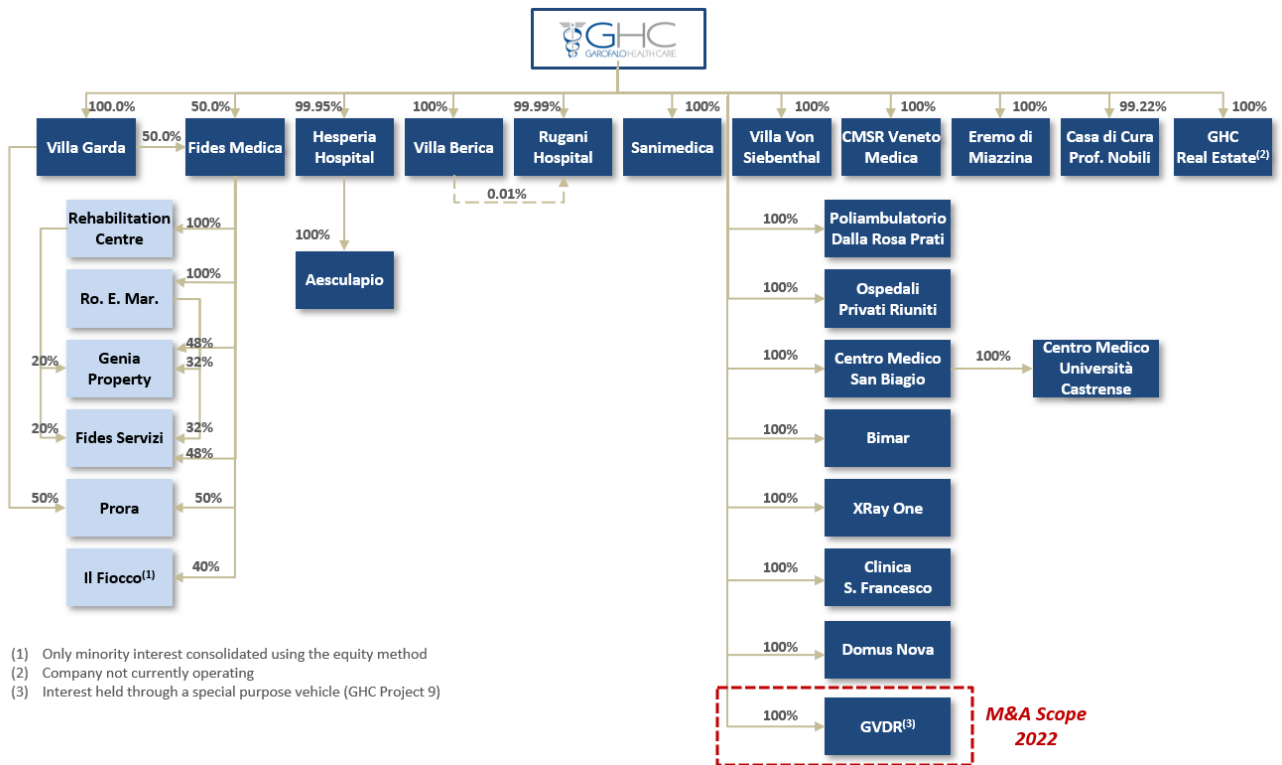 GHC
GAROFALO HEALTH CARE
100.0%
50.0%
99.95%
100%
99.99%
100%
100%
100%
100%
99.22%
100%
Villa Garda
50.0%
Fides Medica
Hesperia
Hospital
Villa Berica
Rugani
Hospital
Sanimedica
Villa Von
Siebenthal
CMSR Veneto
Medica
Eremo di
Miazzina
Casa di Cura
Prof. Nobili
GHC
Real Estate(2)
0.01%
Rehabilitation
Centre
100%
100%
Aesculapio
100%
Poliambulatorio
Dalla Rosa Prati
Ro. E. Mar.
100%
100%
Ospedali
Privati Riuniti
20%
Genia
Property
48%
32%
100%
Centro Medico
San Biagio
100%
Centro Medico
Università
Castrense
20%
Fides Servizi
32%
48%
100%
Bimar
50%
Prora
50%
100%
XRay One
Il Fiocco(1)
40%
100%
Clinica
S. Francesco
100%
Domus Nova
(1) Only minority interest consolidated using the equity method
(2) Company not currently operating
(3) Interest held through a special purpose vehicle (GHC Project 9)
100%
GVDR(3)
M&A Scope
2022